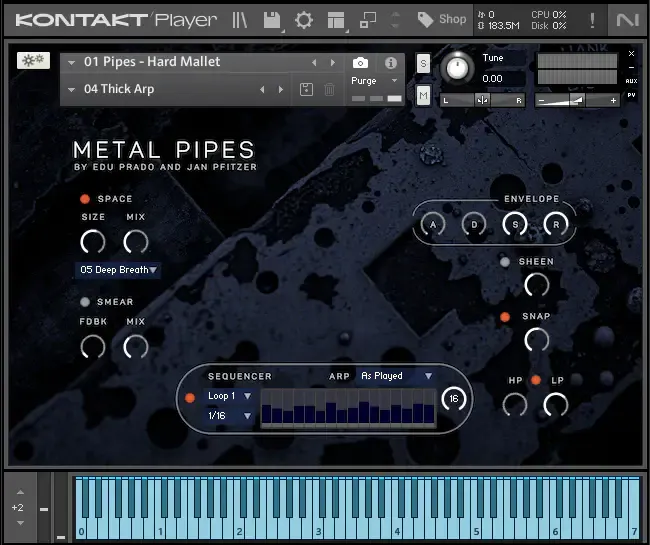 KONTAKT Player
Shop
0
183.5M
CPU 0%
Disk 0%
01 Pipes - Hard Mallet
04 Thick Arp
Purge
S
M
Tune
0.00
L
R
AUX
PV
METAL PIPES
BY EDU PRADO AND JAN PFITZER
SPACE
SIZE MIX
05 Deep Breath
SMEAR
FDBK MIX
ENVELOPE
A D S R
SHEEN
SNAP
HP LP
SEQUENCER ARP As Played
Loop 1
1/16
16
+2
0 1 2 3 4 5 6 7